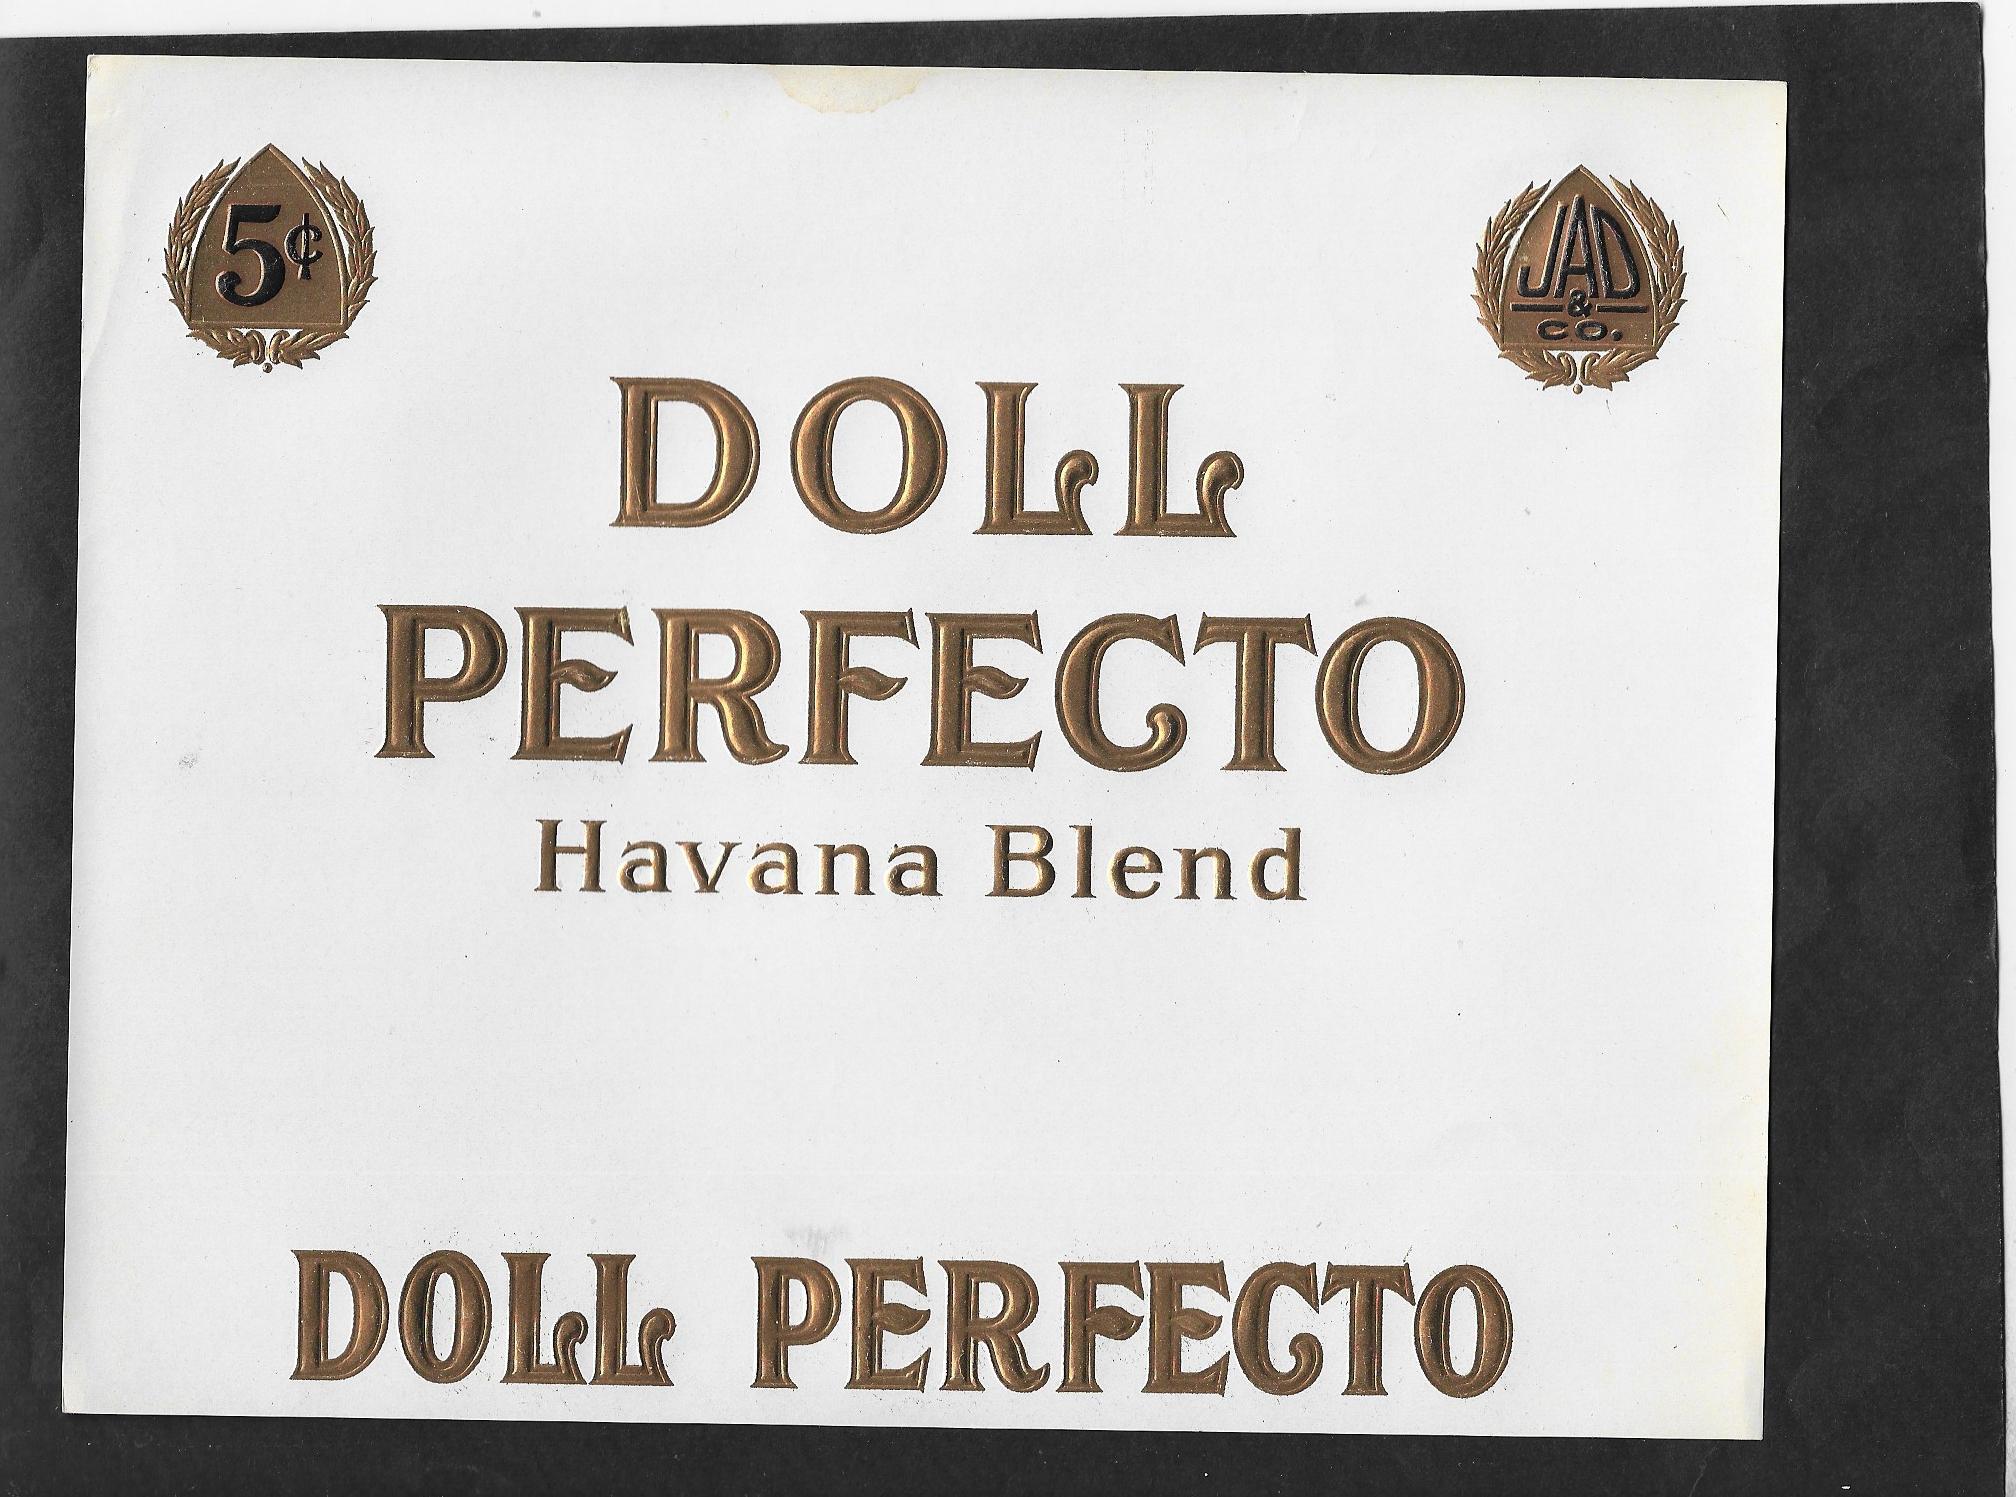 5¢
JAD
&
CO.
DOLL
PERFECTO
Havana Blend
DOLL PERFECTO